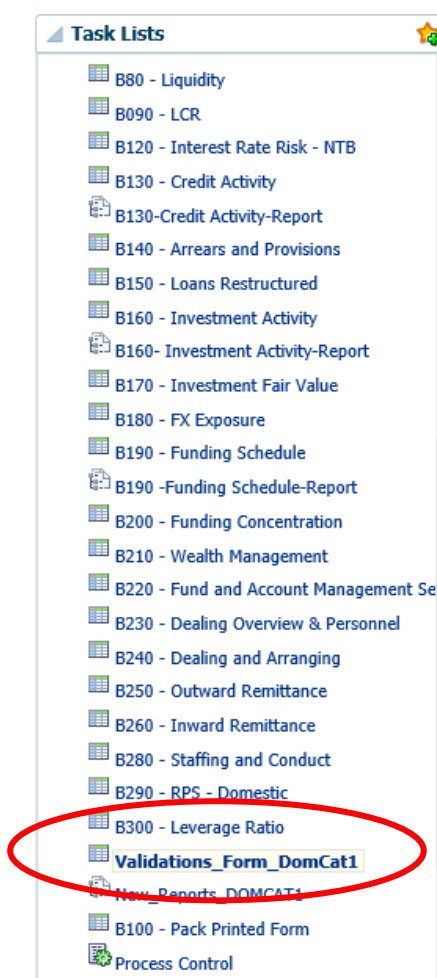 Task Lists
B80 - Liquidity
B090 - LCR
B120 - Interest Rate Risk - NTB
B130 - Credit Activity
B130-Credit Activity-Report
B140 - Arrears and Provisions
B150 - Loans Restructured
B160 - Investment Activity
B160- Investment Activity-Report
B170 - Investment Fair Value
B180 - FX Exposure
B190 - Funding Schedule
B190 -Funding Schedule-Report
B200 - Funding Concentration
B210 - Wealth Management
B220 - Fund and Account Management Se
B230 - Dealing Overview & Personnel
B240 - Dealing and Arranging
B250 - Outward Remittance
B260 - Inward Remittance
B280 - Staffing and Conduct
B290 - RPS - Domestic
B300 - Leverage Ratio
Validations_Form_DomCat1
New_Reports_DOMCAT1
B100 - Pack Printed Form
Process Control